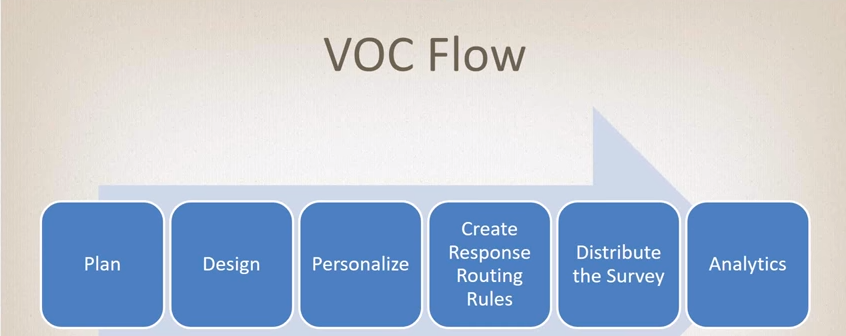 VOC Flow
Plan
Design
Personalize
Create
Response
Routing
Rules
Distribute
the Survey
Analytics